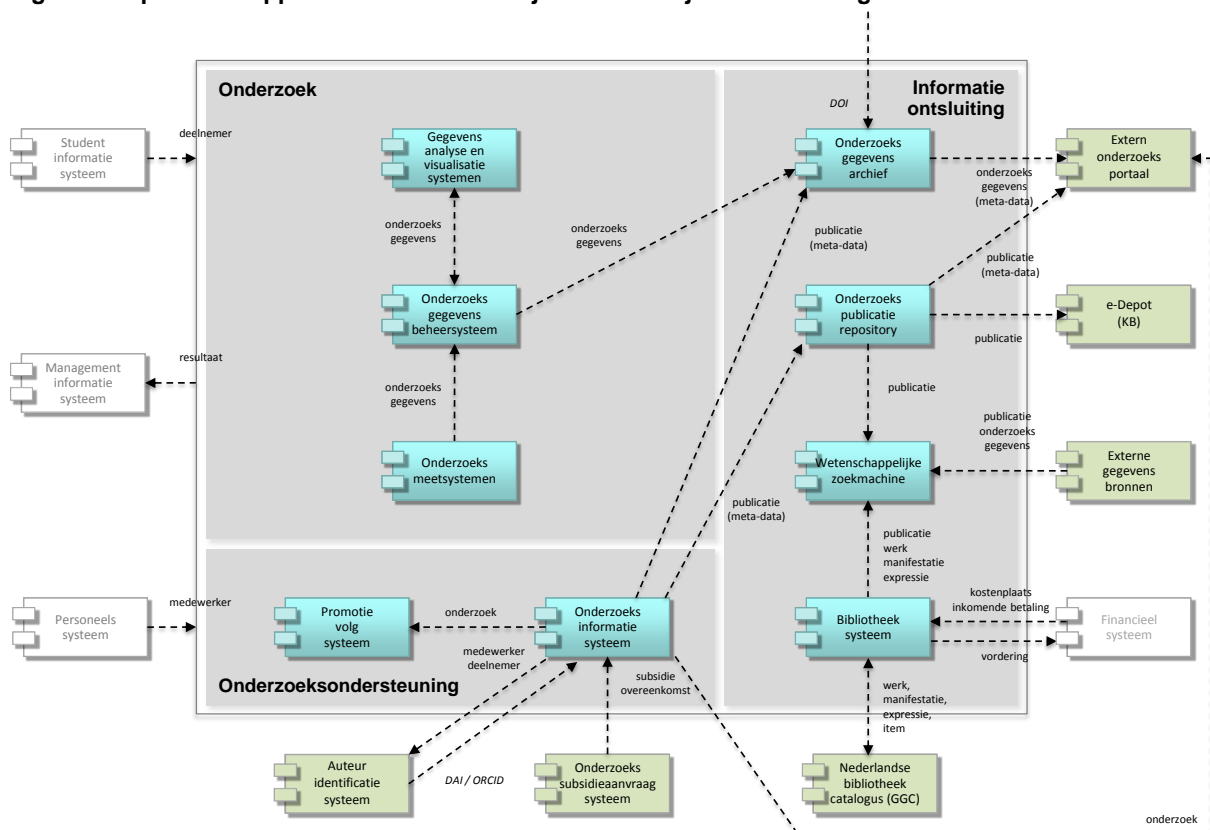 Onderzoek
Informatie
ontsluiting
DOI
Student
informatie
systeem
deelnemer
Gegevens
analyse en
visualisatie
systemen
Onderzoeks
gegevens
archief
Extern
onderzoeks
portaal
onderzoeks
gegevens
(meta-data)
onderzoeks
gegevens
onderzoeks
gegevens
publicatie
(meta-data)
publicatie
(meta-data)
Onderzoeks
gegevens
beheersysteem
Onderzoeks
publicatie
repository
e-Depot
(KB)
publicatie
Management
informatie
systeem
resultaat
onderzoeks
gegevens
publicatie
publicatie
onderzoeks
gegevens
Onderzoeks
meetsystemen
Wetenschappelijke
zoekmachine
Externe
gegevens
bronnen
publicatie
(meta-data)
publicatie
werk
manifestatie
expressie
Personeels
systeem
medewerker
Promotie
volg
systeem
onderzoek
Onderzoeks
informatie
systeem
Bibliotheek
systeem
kostenplaats
inkomende betaling
Financieel
systeem
vordering
medewerker
deelnemer
subsidie
overeenkomst
Onderzoeksondersteuning
werk,
manifestatie,
expressie,
item
Auteur
identificatie
systeem
DAI / ORCID
Onderzoeks
subsidieaanvraag
systeem
Nederlandse
bibliotheek
catalogus (GGC)
onderzoek